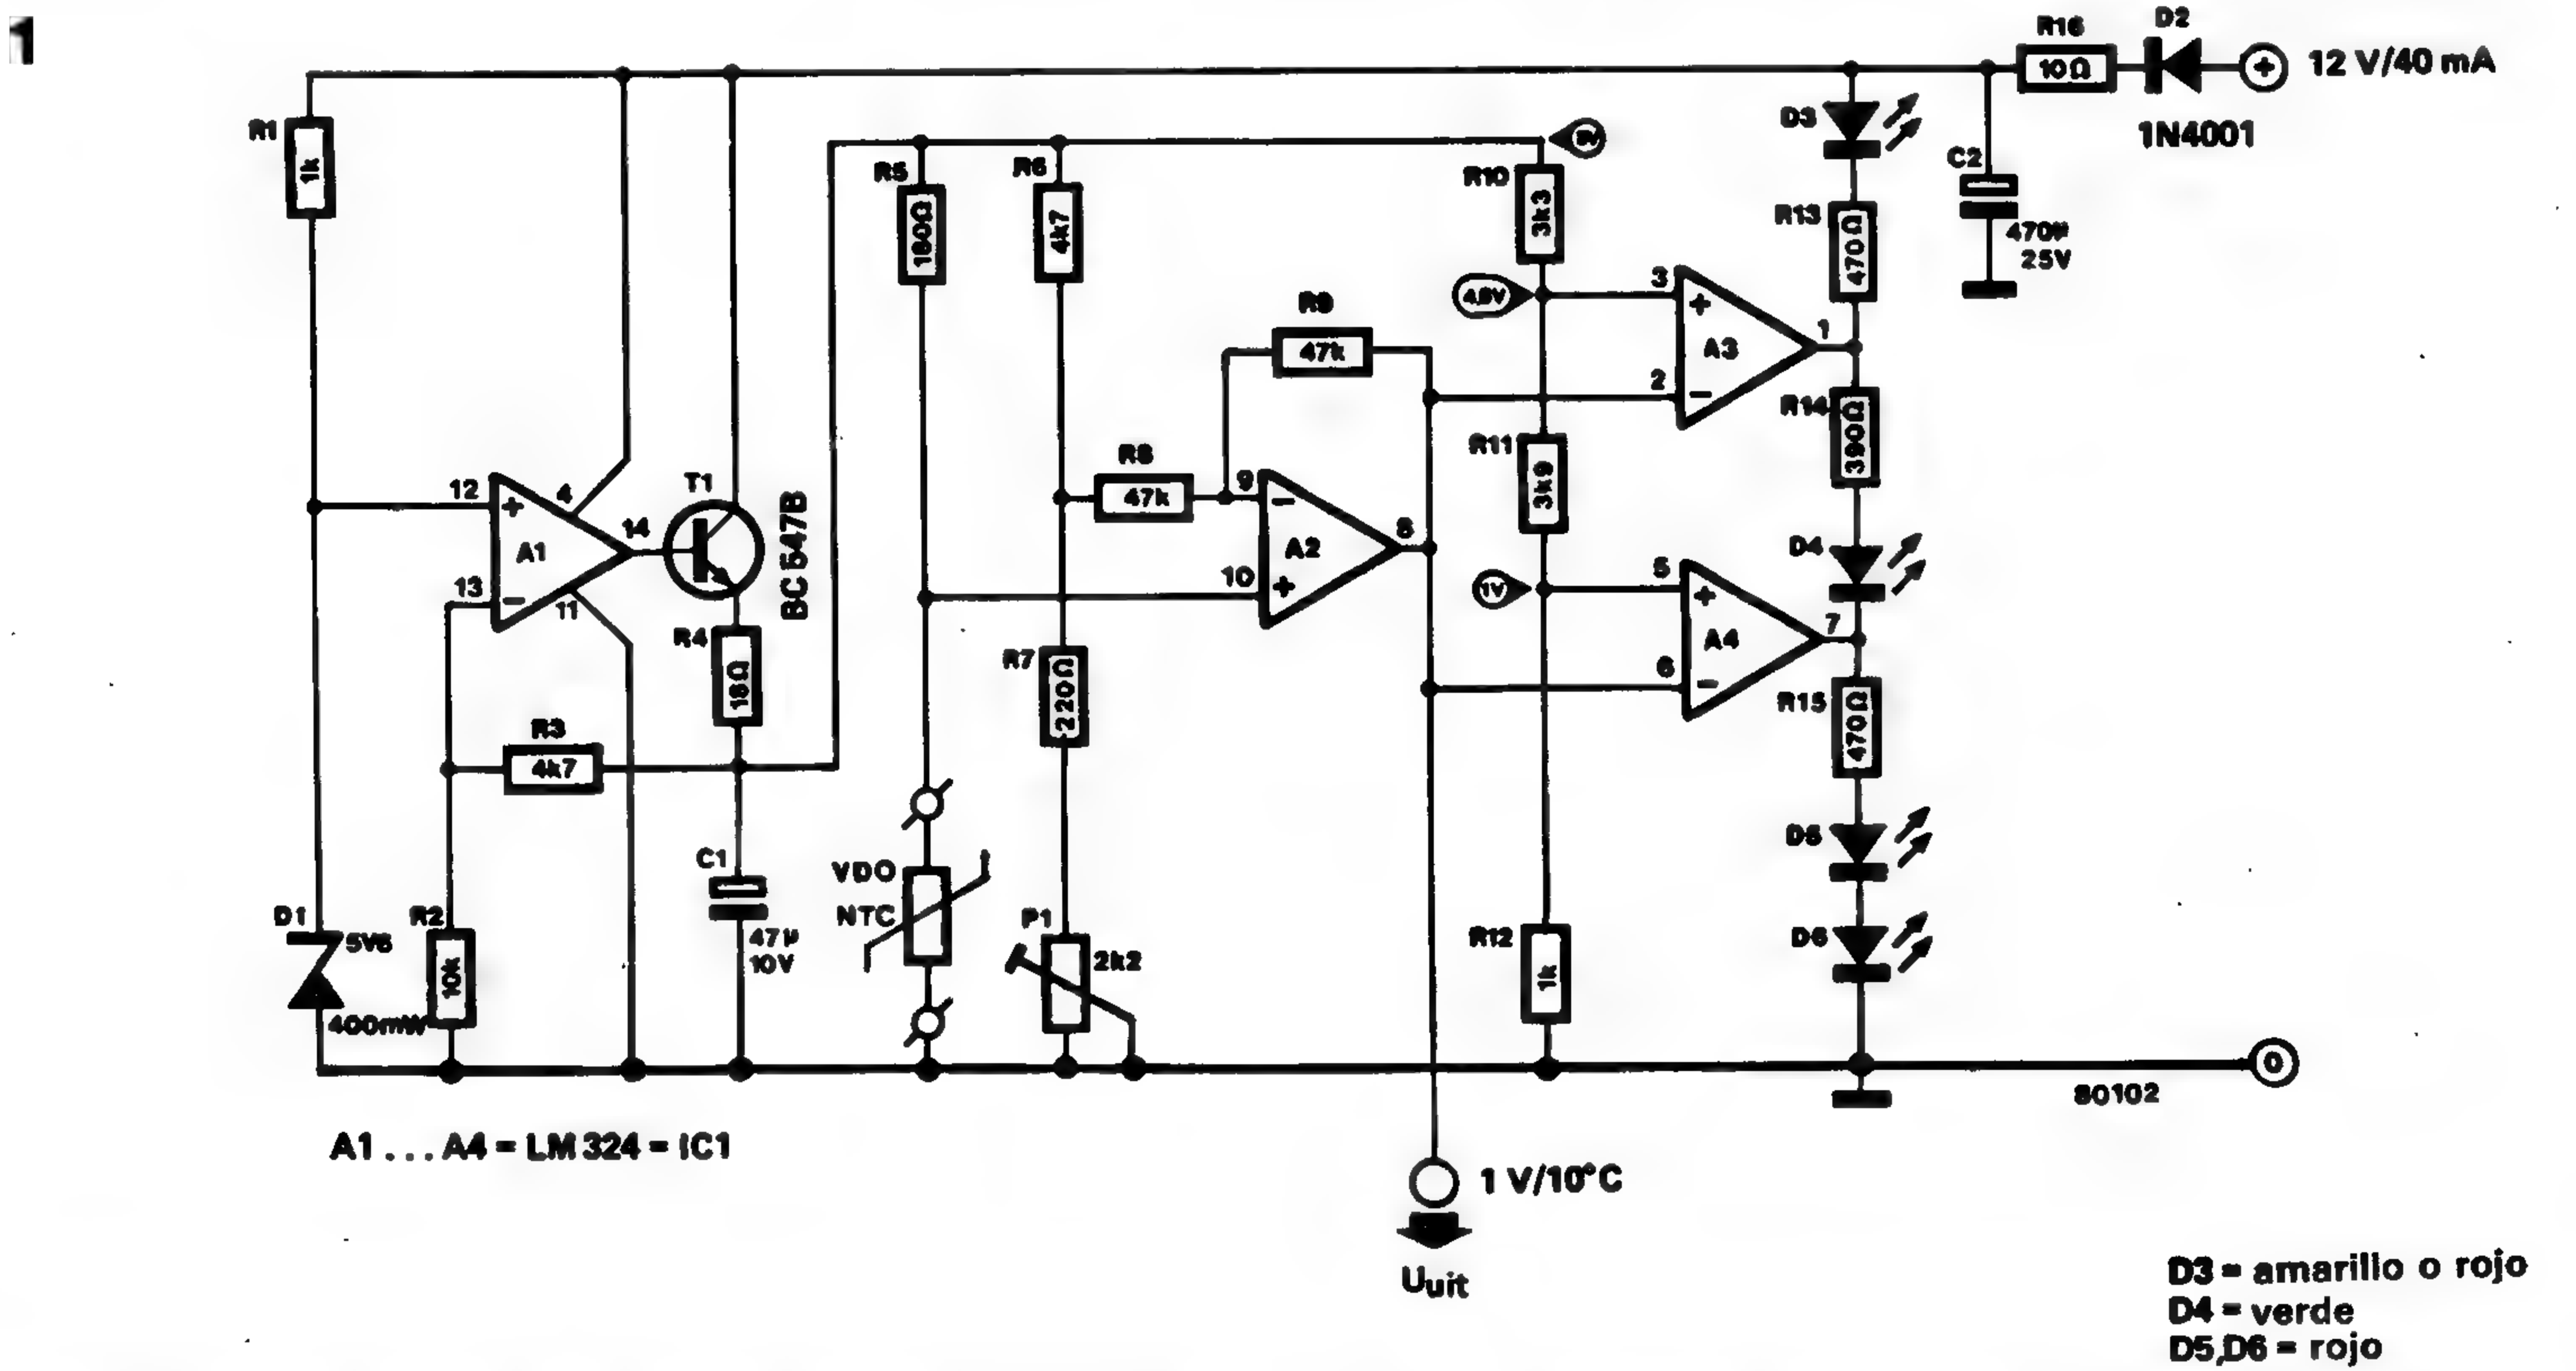 1
R16
D2
10Ω
12 V/40 mA
1N4001
R1
1k
D3
R5
R6
R10
C2
180Ω
4k7
3k3
R13
470Ω
470µ
25V
R9
47k
3
+
A3
1
2
−
R14
390Ω
R11
3k9
R8
47k
9
−
A2
8
10
+
12
+
4
A1
14
13
−
11
T1
BC547B
D4
1V
5
+
A4
7
6
−
R4
R7
220Ω
R15
470Ω
R3
4k7
C1
47µ
10V
VDO
NTC
D5
D1
400mW
R2
10k
P1
2k2
R12
1k
D6
0
80102
A1 . . . A4 = LM 324 = IC1
1 V/10°C
Uuit
D3 = amarillo o rojo
D4 = verde
D5,D6 = rojo